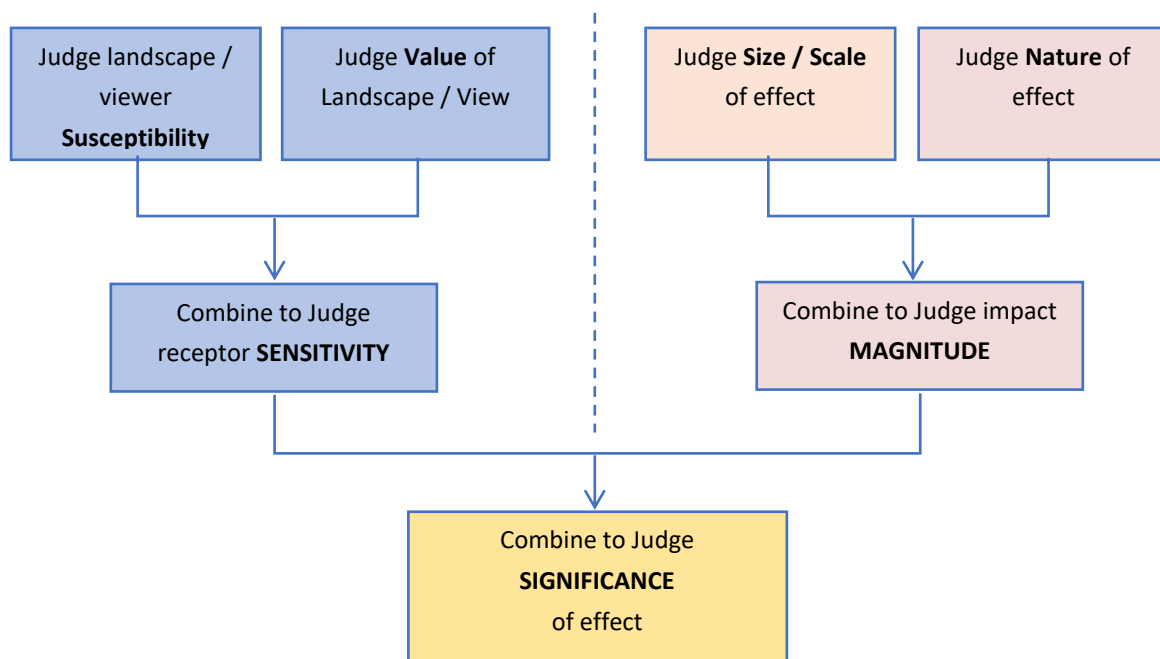 Judge landscape /
viewer
Susceptibility
Judge Value of
Landscape / View
Judge Size / Scale
of effect
Judge Nature of
effect
Combine to Judge
receptor SENSITIVITY
Combine to Judge impact
MAGNITUDE
Combine to Judge
SIGNIFICANCE
of effect